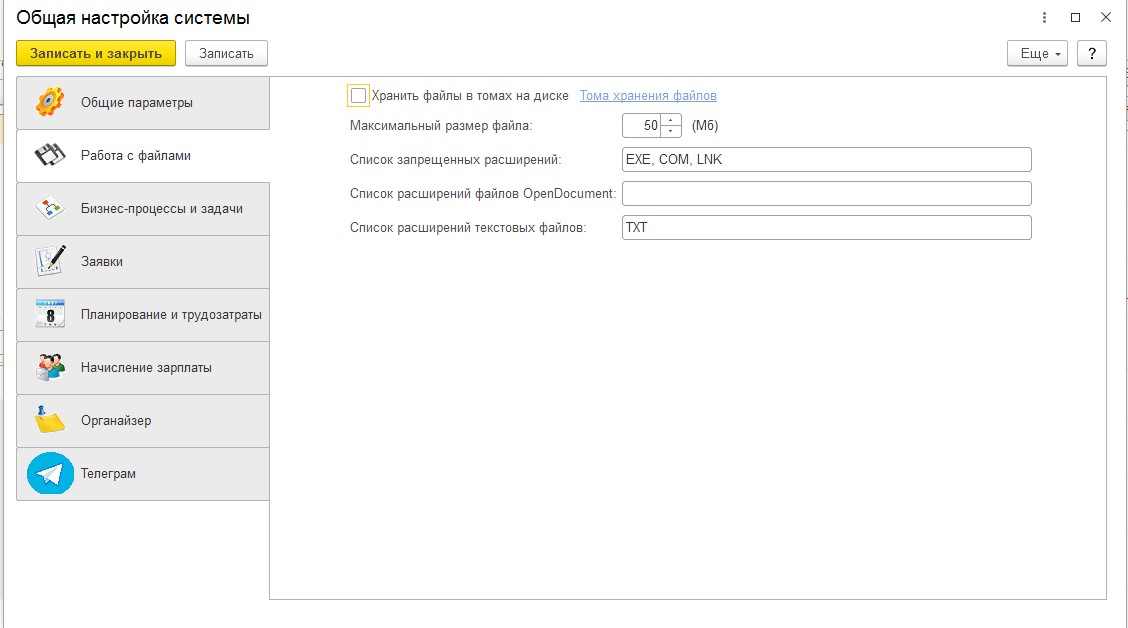 Общая настройка системы
Записать и закрыть Записать Еще ?
Общие параметры
Работа с файлами
Бизнес-процессы и задачи
Заявки
8
Планирование и трудозатраты
Начисление зарплаты
Органайзер
Телеграм
Хранить файлы в томах на диске Тома хранения файлов
Максимальный размер файла: 50 (Мб)
Список запрещенных расширений: EXE, COM, LNK
Список расширений файлов OpenDocument:
Список расширений текстовых файлов: TXT